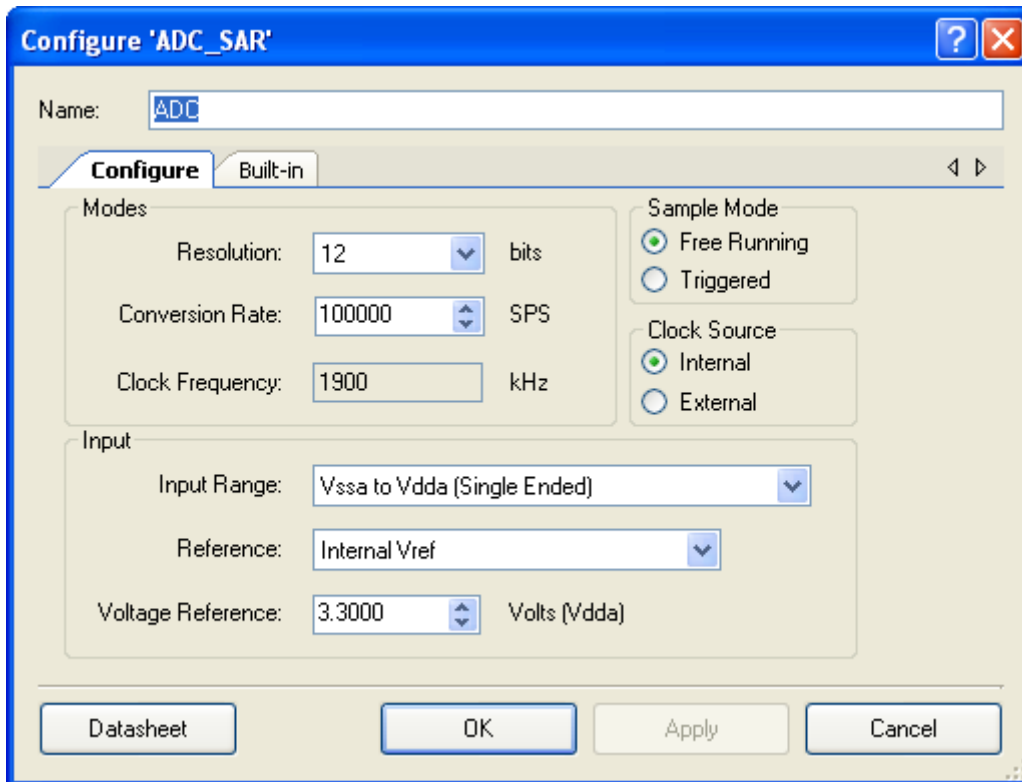 Configure 'ADC_SAR'
Name: ADC
Configure Built-in
Modes
Resolution: 12 bits
Conversion Rate: 100000 SPS
Clock Frequency: 1900 kHz
Sample Mode
Free Running
Triggered
Clock Source
Internal
External
Input
Input Range: Vssa to Vdda (Single Ended)
Reference: Internal Vref
Voltage Reference: 3.3000 Volts (Vdda)
Datasheet OK Apply Cancel